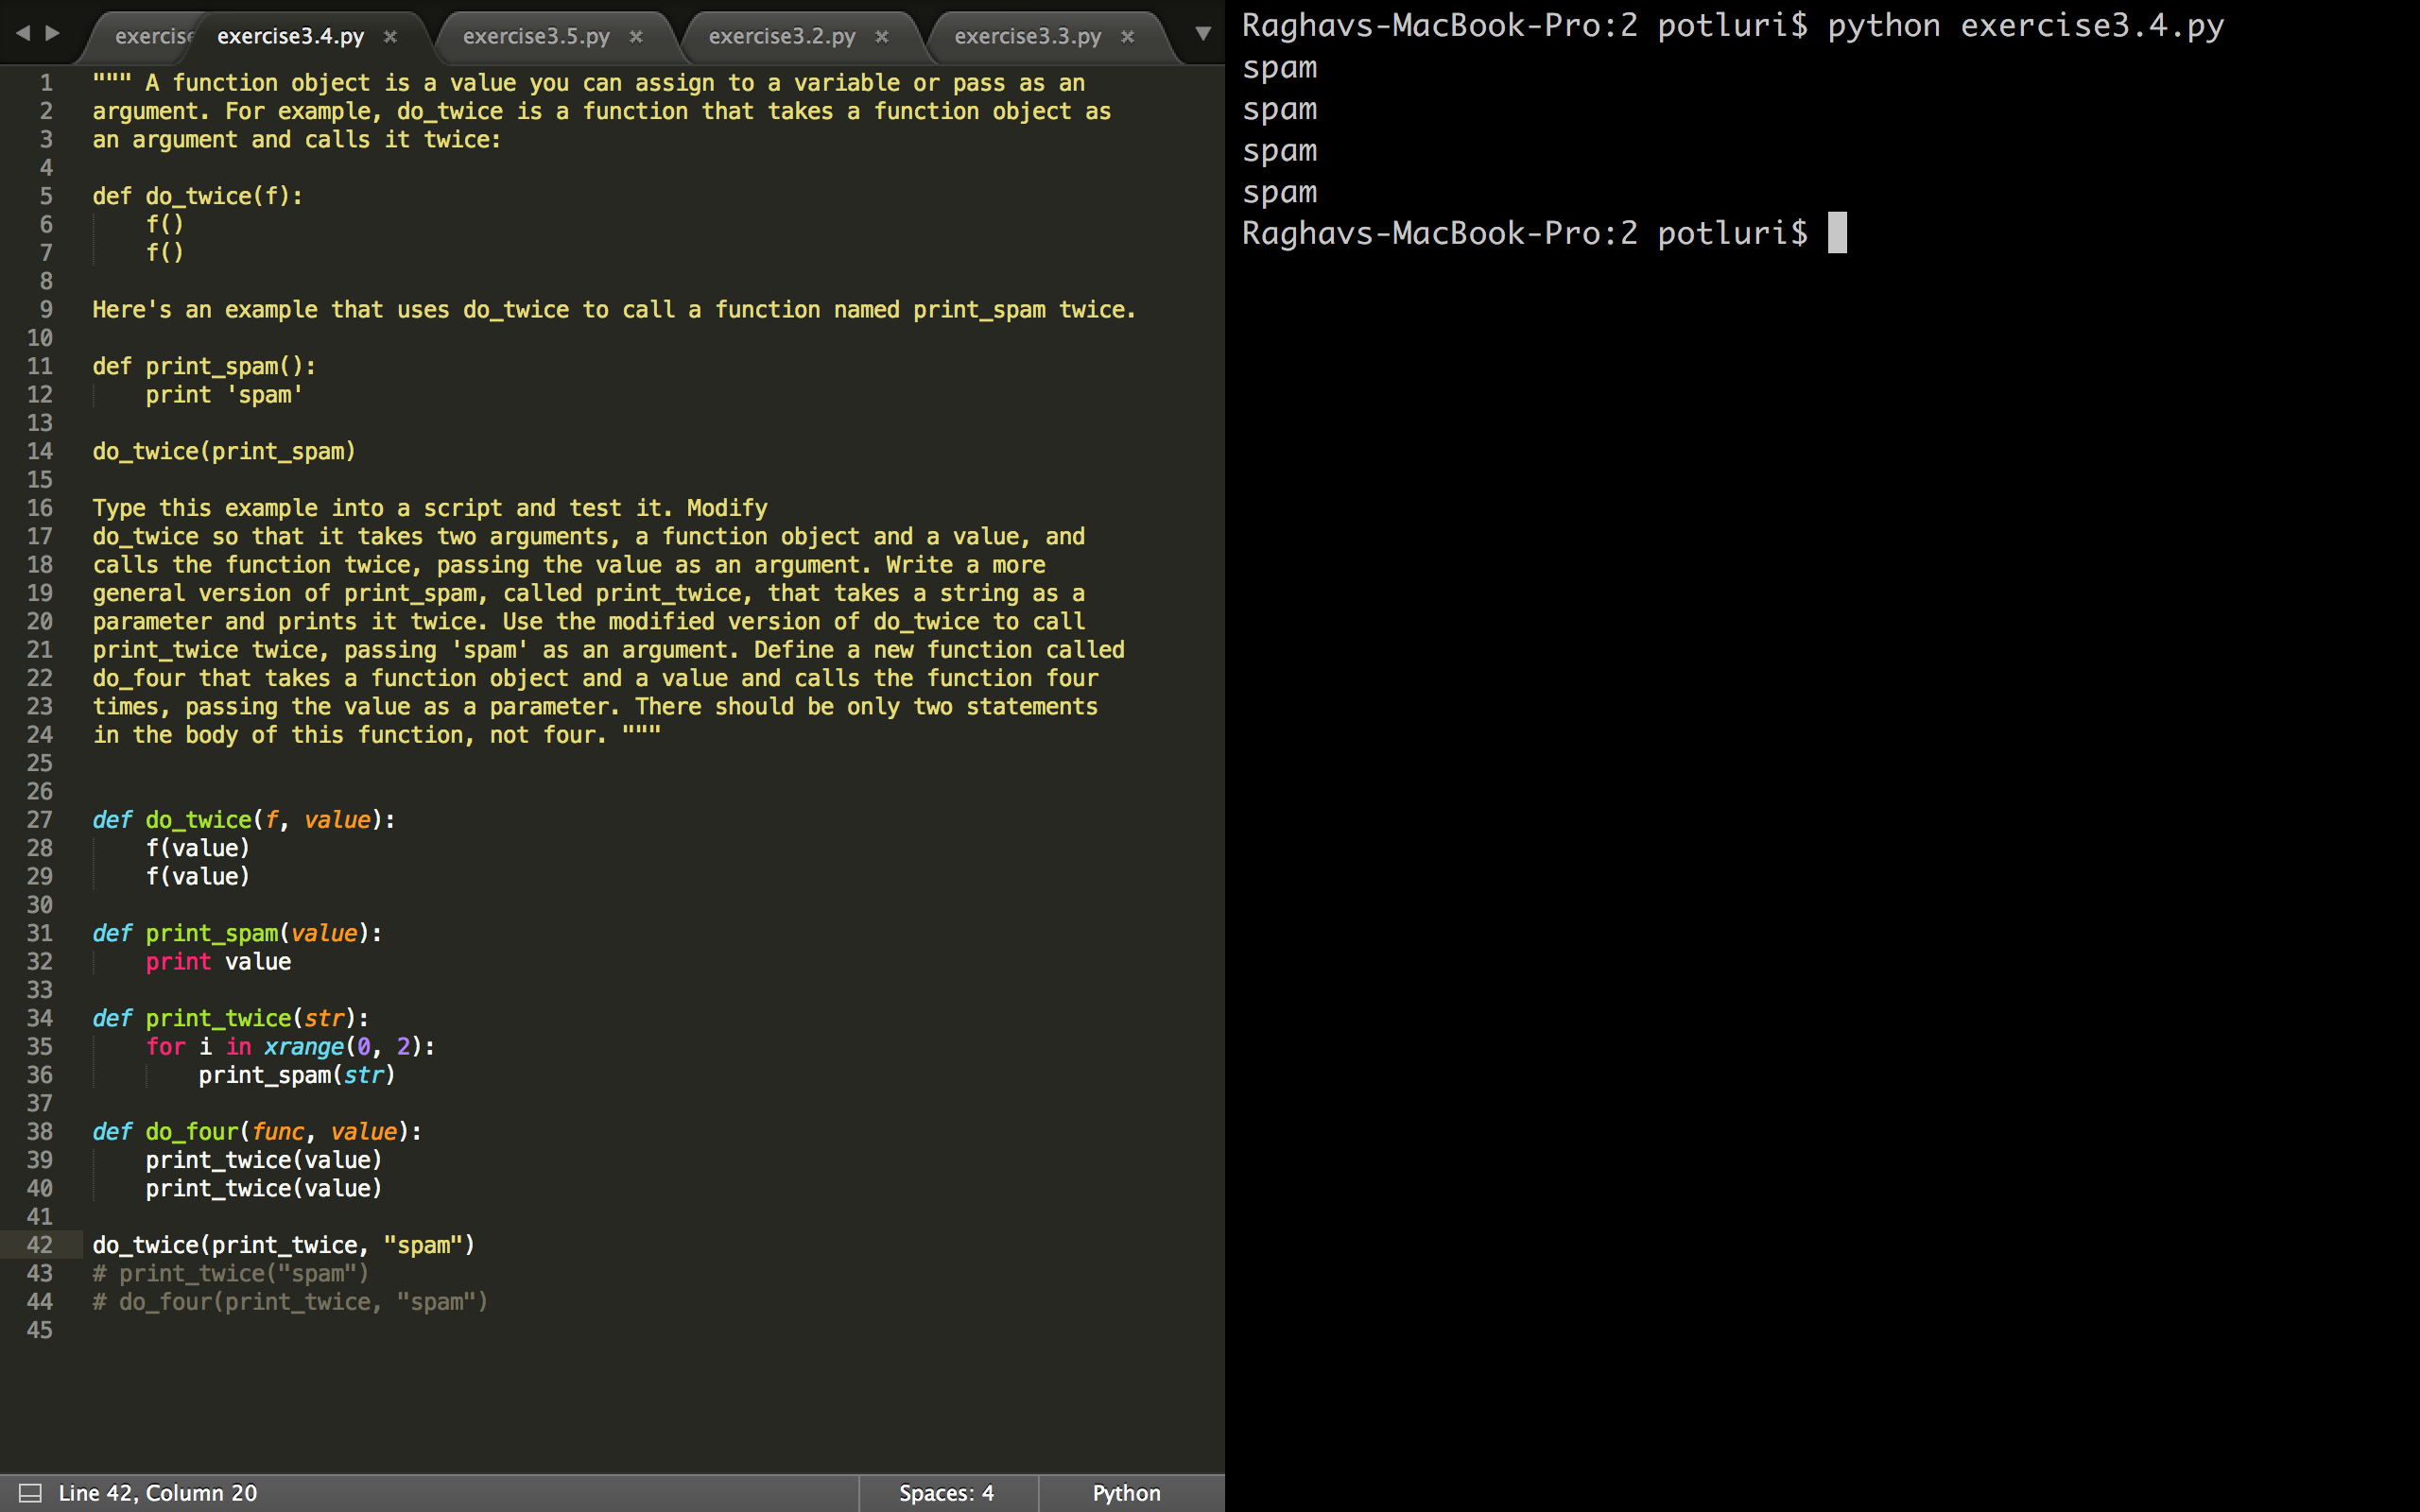 exercise exercise3.4.py × exercise3.5.py × exercise3.2.py × exercise3.3.py ×
1 """ A function object is a value you can assign to a variable or pass as an
2 argument. For example, do_twice is a function that takes a function object as
3 an argument and calls it twice:
4
5 def do_twice(f):
6     f()
7     f()
8
9 Here's an example that uses do_twice to call a function named print_spam twice.
10
11 def print_spam():
12     print 'spam'
13
14 do_twice(print_spam)
15
16 Type this example into a script and test it. Modify
17 do_twice so that it takes two arguments, a function object and a value, and
18 calls the function twice, passing the value as an argument. Write a more
19 general version of print_spam, called print_twice, that takes a string as a
20 parameter and prints it twice. Use the modified version of do_twice to call
21 print_twice twice, passing 'spam' as an argument. Define a new function called
22 do_four that takes a function object and a value and calls the function four
23 times, passing the value as a parameter. There should be only two statements
24 in the body of this function, not four. """
25
26
27 def do_twice(f, value):
28     f(value)
29     f(value)
30
31 def print_spam(value):
32     print value
33
34 def print_twice(str):
35     for i in xrange(0, 2):
36         print_spam(str)
37
38 def do_four(func, value):
39     print_twice(value)
40     print_twice(value)
41
42 do_twice(print_twice, "spam")
43 # print_twice("spam")
44 # do_four(print_twice, "spam")
45
Line 42, Column 20 Spaces: 4 Python
Raghavs-MacBook-Pro:2 potluri$ python exercise3.4.py
spam
spam
spam
spam
Raghavs-MacBook-Pro:2 potluri$